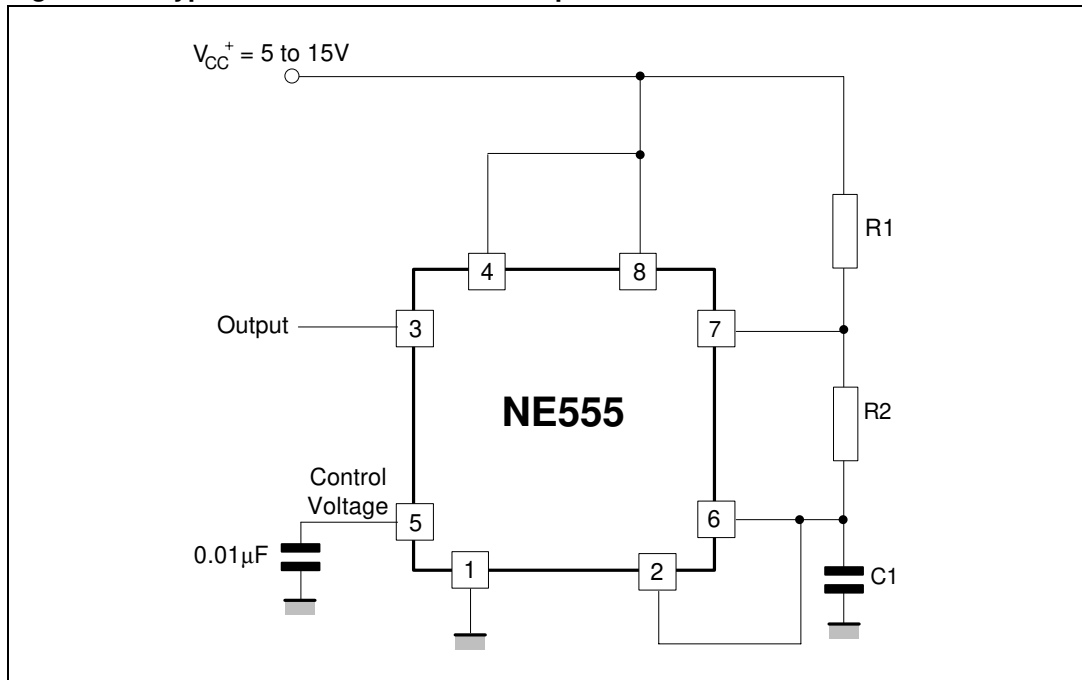 V_CC^+ = 5 to 15V
R1
4
8
Output
3
7
NE555
R2
Control
Voltage
5
6
0.01μF
1
2
C1